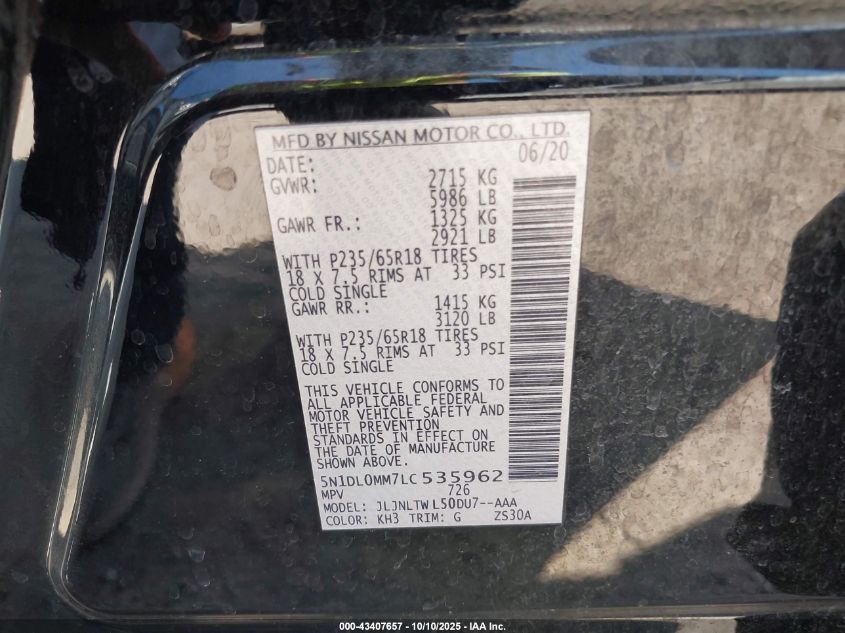 MFD BY NISSAN MOTOR CO., LTD.
DATE: 06/20
GVWR: 2715 KG
5986 LB
GAWR FR.: 1325 KG
2921 LB
WITH P235/65R18 TIRES
18 X 7.5 RIMS AT 33 PSI
COLD SINGLE
GAWR RR.: 1415 KG
3120 LB
WITH P235/65R18 TIRES
18 X 7.5 RIMS AT 33 PSI
COLD SINGLE
THIS VEHICLE CONFORMS TO
ALL APPLICABLE FEDERAL
MOTOR VEHICLE SAFETY AND
THEFT PREVENTION
STANDARDS IN EFFECT ON
THE DATE OF MANUFACTURE
SHOWN ABOVE.
5N1DL0MM7LC535962
MPV 726
MODEL: JLJNLTWL50DU7--AAA
COLOR: KH3 TRIM: G ZS30A
000-43407657 - 10/10/2025 - IAA Inc.